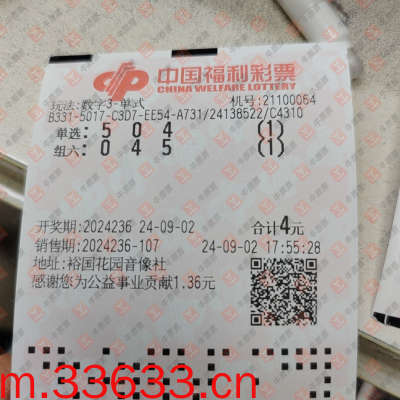 中国福利彩票
CHINA WELFARE LOTTERY
玩法:数字3-单式 机号:21100064
B331-5017-C3D7-EE54-A731/24138522/C4310
单选:5 0 4 (1)
组六:0 4 5 (1)
开奖期:2024236 24-09-02 合计4元
销售期:2024236-107 24-09-02 17:55:28
地址:裕国花园音像社
感谢您为公益事业贡献1.36元
m.33633.cn